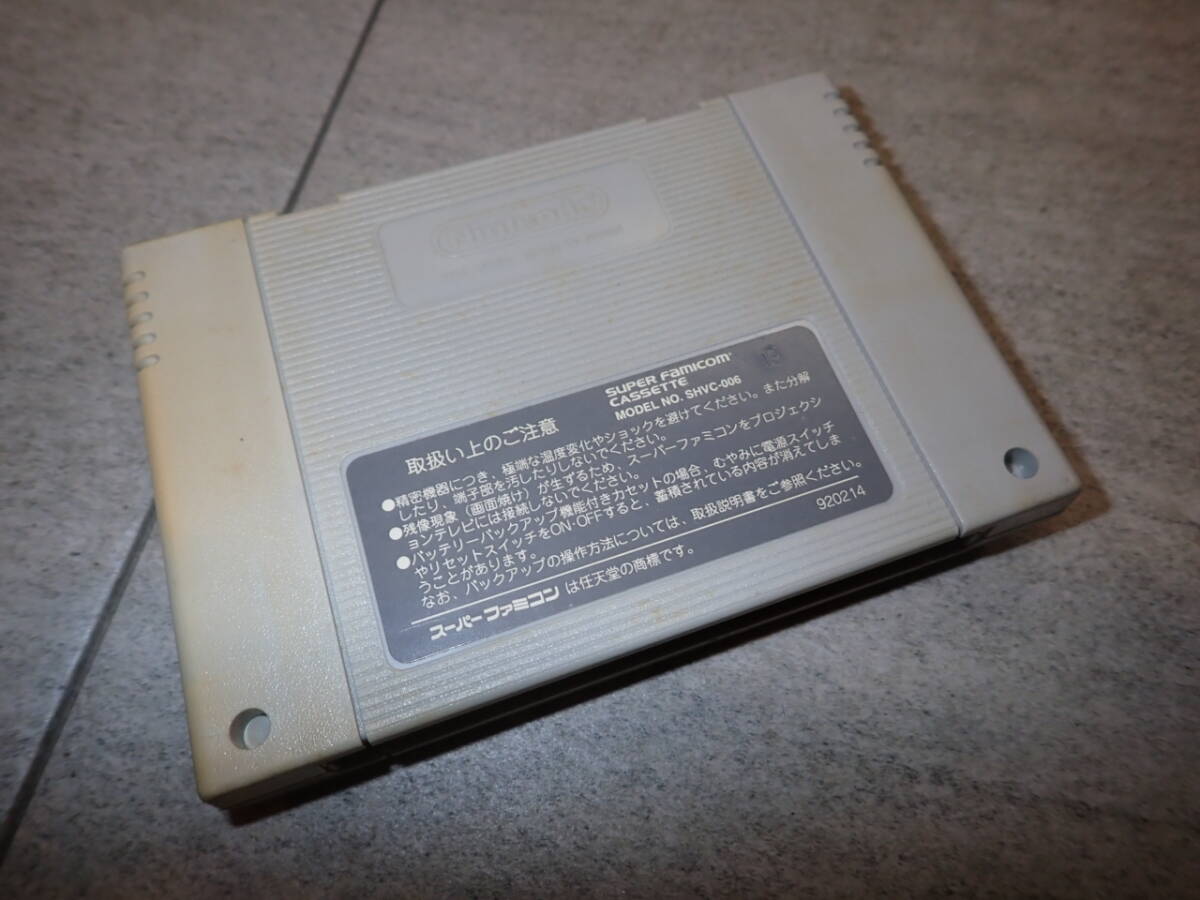 Nintendo
SUPER Famicom
CASSETTE
MODEL NO. SHVC-006
取扱い上のご注意
●精密機器につき、極端な温度変化やショックを避けてください。また分解
したり、端子部を汚したりしないでください。
●残像現象(画面焼け)が生ずるため、スーパーファミコンをプロジェクシ
ョンテレビには接続しないでください。
●バッテリーバックアップ機能付きカセットの場合、むやみに電源スイッチ
やリセットスイッチをON・OFFすると、蓄積されている内容が消えてしま
うことがあります。
なお、バックアップの操作方法については、取扱説明書をご参照ください。
920214
スーパーファミコンは任天堂の商標です。